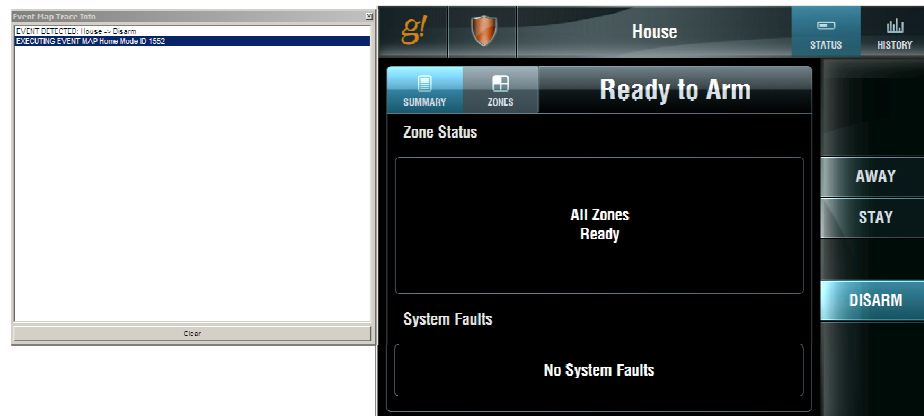 Event Map Trace Info
EVENT DETECTED: House -> Disarm
EXECUTING EVENT MAP Home Mode ID 1552
Clear
g!
House
STATUS
HISTORY
SUMMARY
ZONES
Ready to Arm
Zone Status
All Zones
Ready
System Faults
No System Faults
AWAY
STAY
DISARM